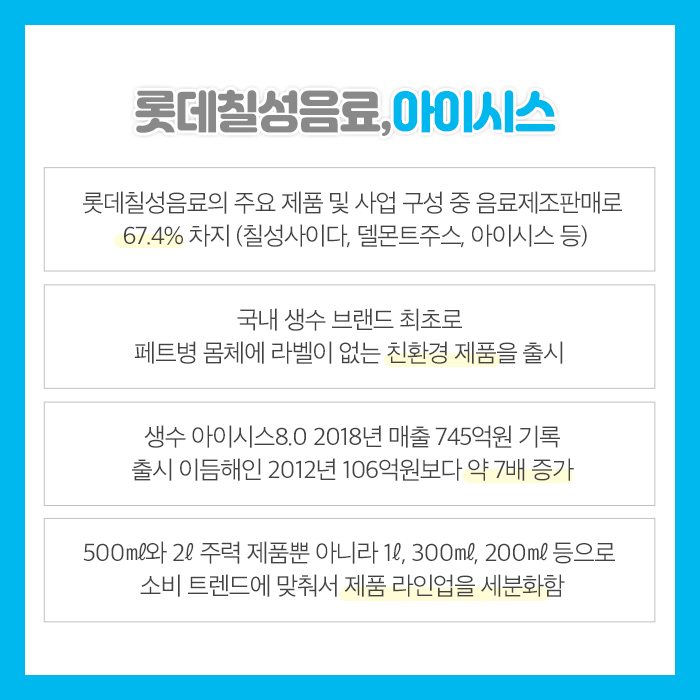 롯데칠성음료,아이시스
롯데칠성음료의 주요 제품 및 사업 구성 중 음료제조판매로
67.4% 차지 (칠성사이다, 델몬트주스, 아이시스 등)
국내 생수 브랜드 최초로
페트병 몸체에 라벨이 없는 친환경 제품을 출시
생수 아이시스8.0 2018년 매출 745억원 기록
출시 이듬해인 2012년 106억원보다 약 7배 증가
500㎖와 2ℓ 주력 제품뿐 아니라 1ℓ, 300㎖, 200㎖ 등으로
소비 트렌드에 맞춰서 제품 라인업을 세분화함